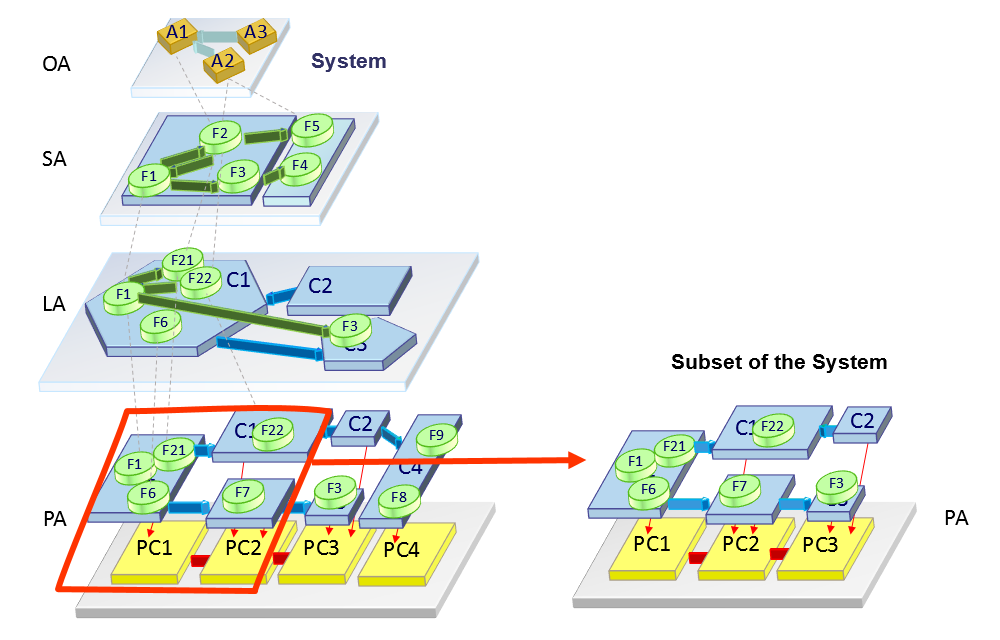 OA
A1
A3
A2
System
SA
F2
F5
F1
F3
F4
LA
F21
F22
C1
C2
F1
F6
F3
C3
Subset of the System
PA
C1
F22
C2
F9
F1
F21
C4
F6
F7
F3
F8
PC1
PC2
PC3
PC4
C1
F22
C2
F21
F1
F6
F7
F3
C3
PC1
PC2
PC3
PA